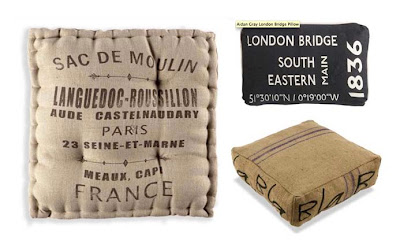 SAC DE MOULIN
LANGUEDOC-ROUSSILLON
AUDE CASTELNAUDARY
PARIS
23 SEINE-ET-MARNE
MEAUX, CAPI
FRANCE
Aidan Gray London Bridge Pillow
LONDON BRIDGE
SOUTH
EASTERN
MAIN
1836
51°30'10"N / 0°19'00"W
Bla